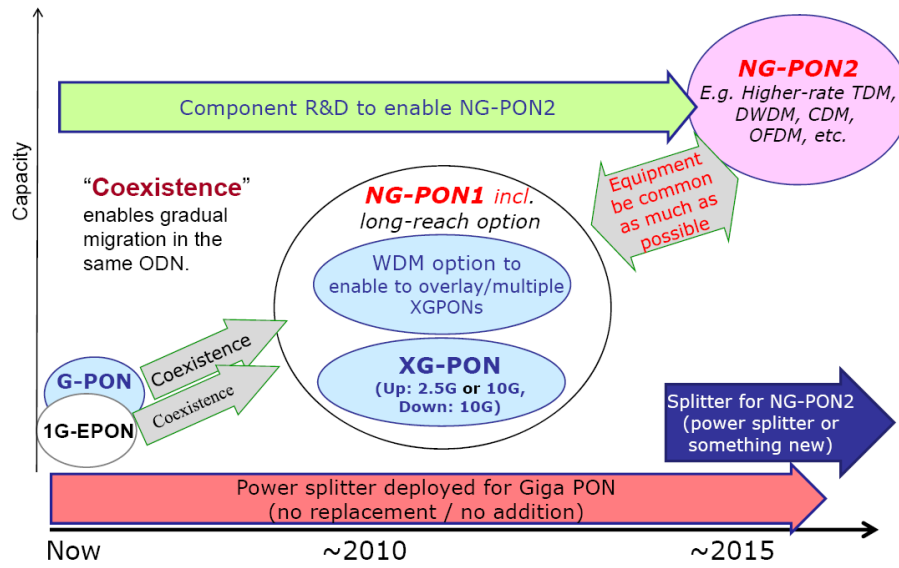 Capacity
Component R&D to enable NG-PON2
NG-PON2
E.g. Higher-rate TDM,
DWDM, CDM,
OFDM, etc.
“Coexistence”
enables gradual
migration in the
same ODN.
NG-PON1 incl.
long-reach option
WDM option to
enable to overlay/multiple
XGPONs
XG-PON
(Up: 2.5G or 10G,
Down: 10G)
Equipment
be common
as much as
possible
G-PON
1G-EPON
Coexistence
Coexistence
Splitter for NG-PON2
(power splitter or
something new)
Power splitter deployed for Giga PON
(no replacement / no addition)
Now
~2010
~2015